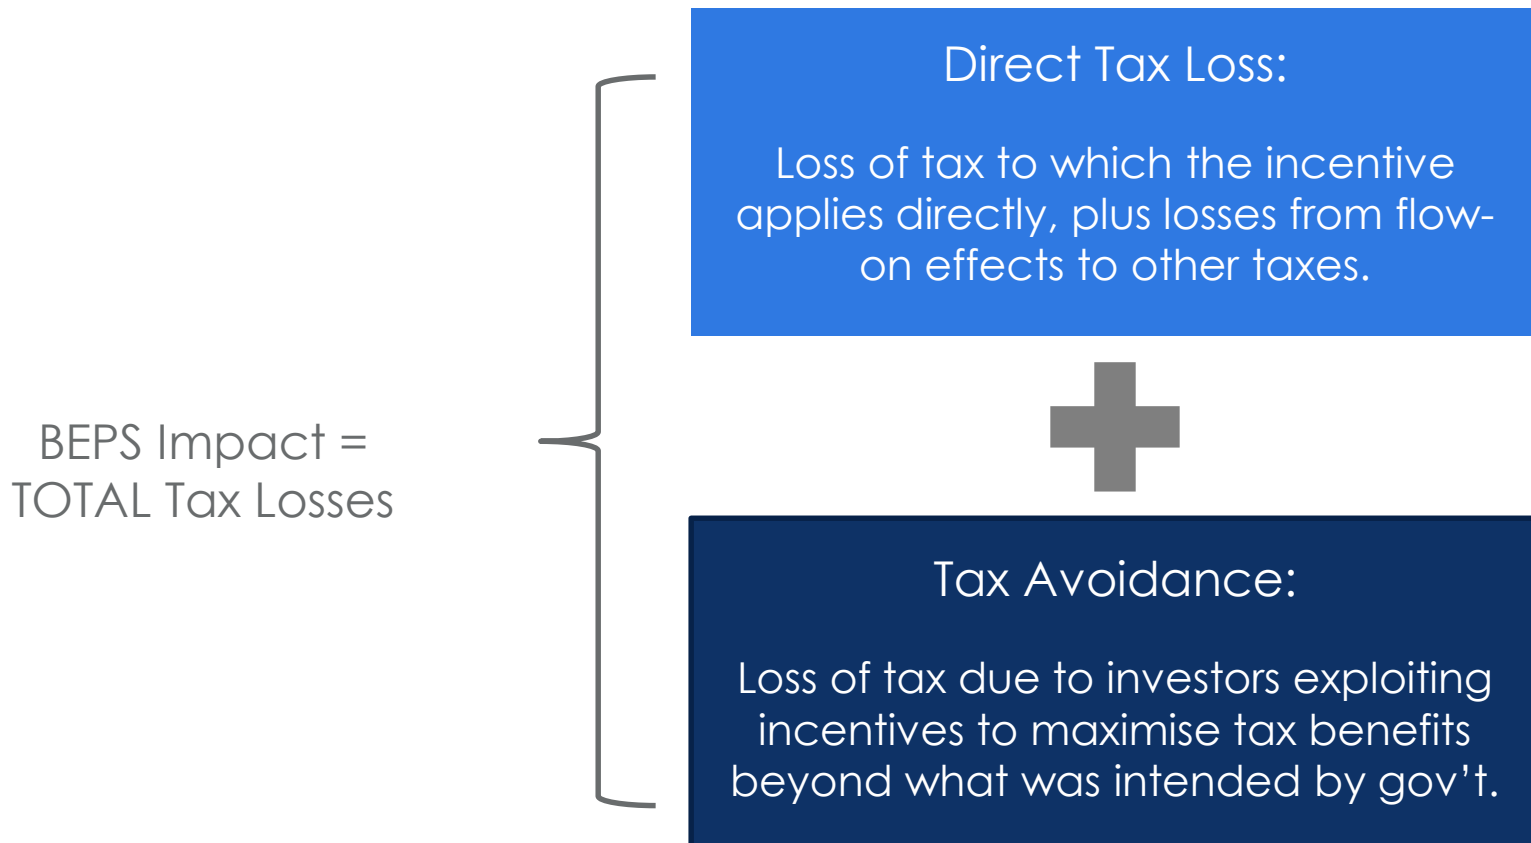 BEPS Impact =
TOTAL Tax Losses
Direct Tax Loss:
Loss of tax to which the incentive
applies directly, plus losses from flow-
on effects to other taxes.
Tax Avoidance:
Loss of tax due to investors exploiting
incentives to maximise tax benefits
beyond what was intended by gov’t.